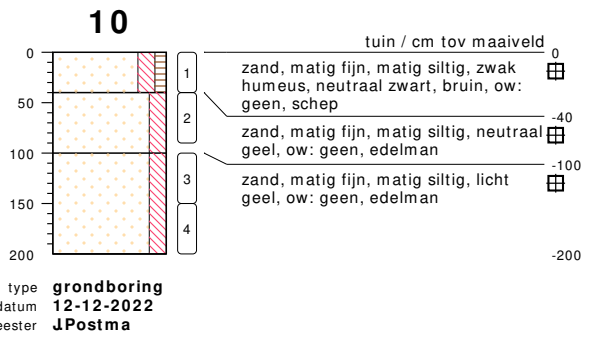 10
tuin / cm tov maaiveld
0
0
1
zand, matig fijn, matig siltig, zwak
humeus, neutraal zwart, bruin, ow:
geen, schep
50
-40
2
zand, matig fijn, matig siltig, neutraal
geel, ow: geen, edelman
100
-100
3
zand, matig fijn, matig siltig, licht
geel, ow: geen, edelman
150
4
200
-200
type grondboring
datum 12-12-2022
eester J.Postma